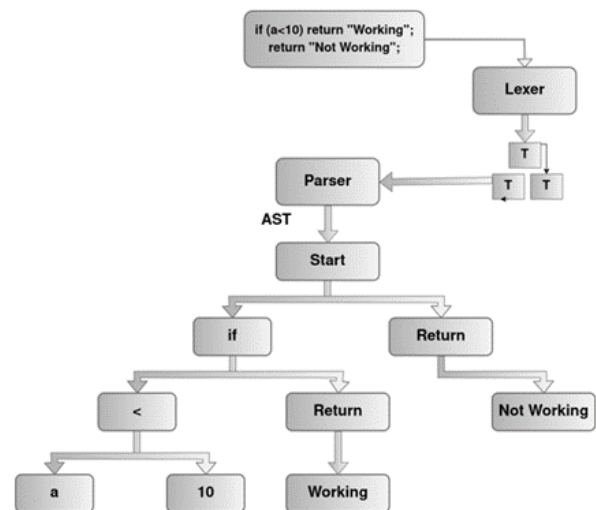 if (a<10) return "Working";
return "Not Working";
Lexer
T
Parser
T
T
AST
Start
if
Return
<
Return
Not Working
a
10
Working